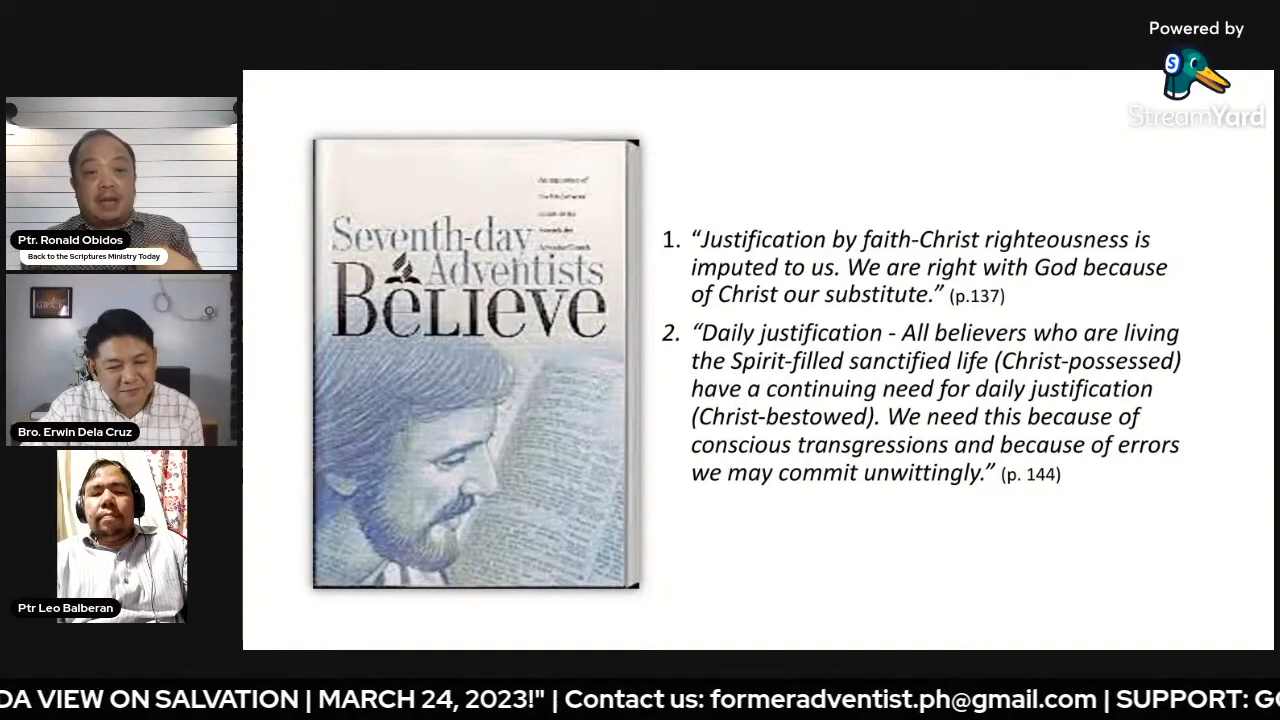 Powered by
StreamYard
Ptr. Ronald Obidos
Back to the Scriptures Ministry Today
Bro. Erwin Dela Cruz
Ptr Leo Balberan
Seventh-day
Adventists
BELIEVE
1. “Justification by faith-Christ righteousness is
imputed to us. We are right with God because
of Christ our substitute.” (p.137)
2. “Daily justification - All believers who are living
the Spirit-filled sanctified life (Christ-possessed)
have a continuing need for daily justification
(Christ-bestowed). We need this because of
conscious transgressions and because of errors
we may commit unwittingly.” (p. 144)
DA VIEW ON SALVATION | MARCH 24, 2023!" | Contact us: formeradventist.ph@gmail.com | SUPPORT: G